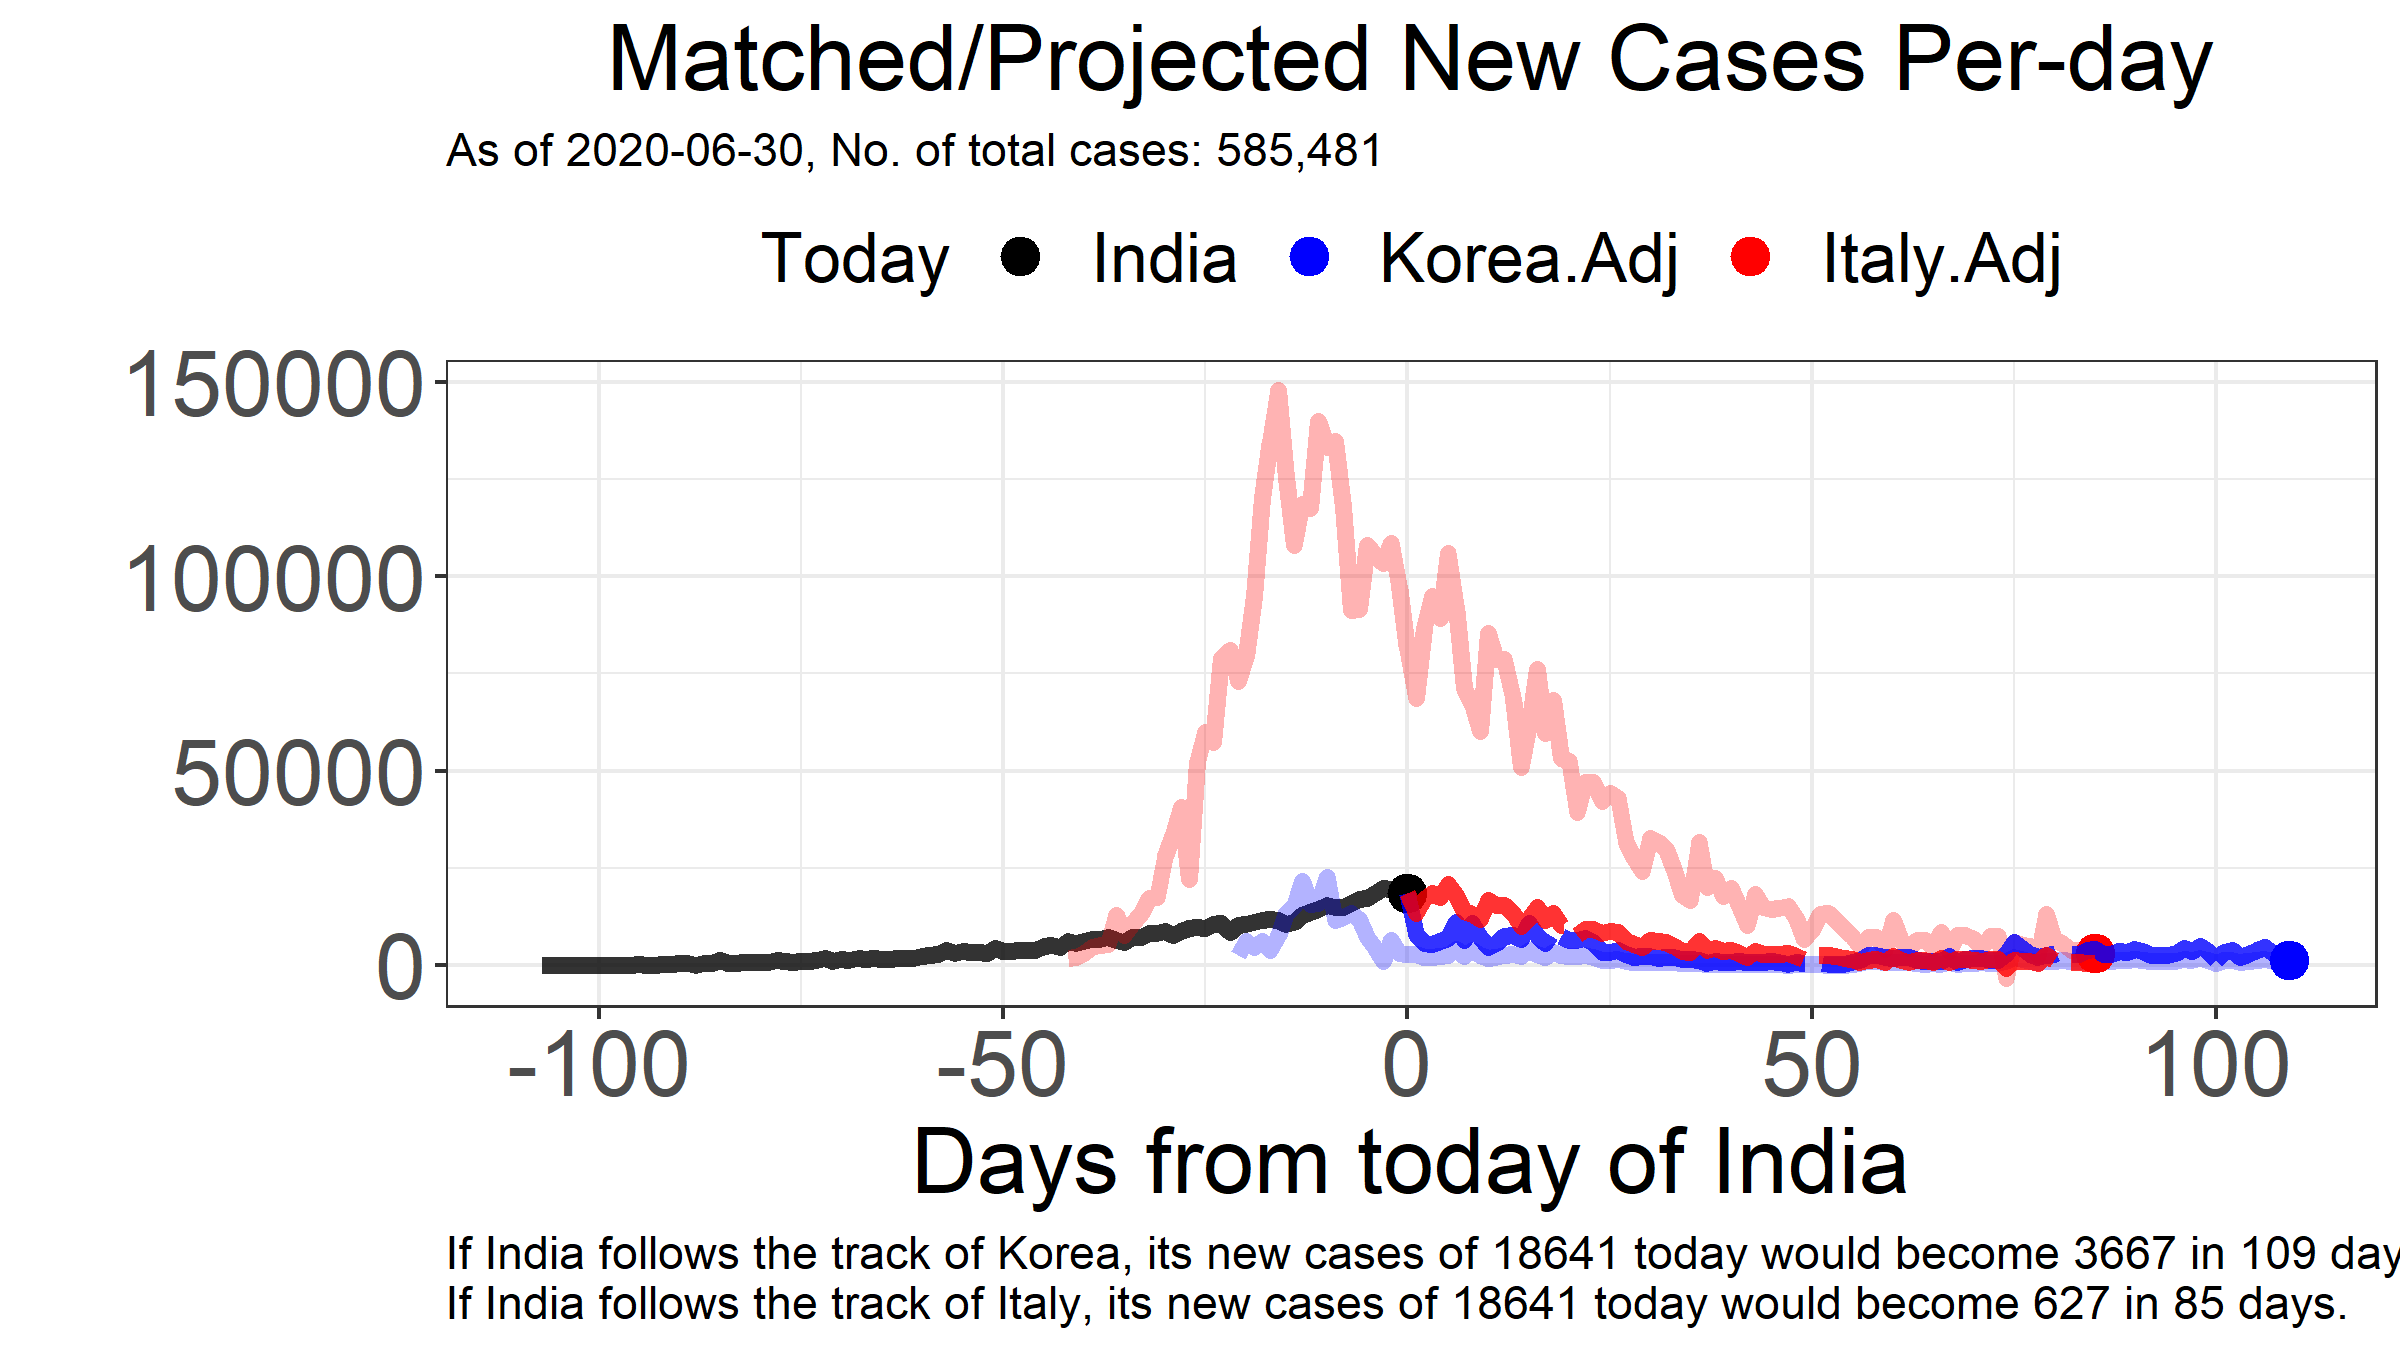 Matched/Projected New Cases Per-day
As of 2020-06-30, No. of total cases: 585,481
Today India Korea.Adj Italy.Adj
150000
100000
50000
0
-100 -50 0 50 100
Days from today of India
If India follows the track of Korea, its new cases of 18641 today would become 3667 in 109 day
If India follows the track of Italy, its new cases of 18641 today would become 627 in 85 days.